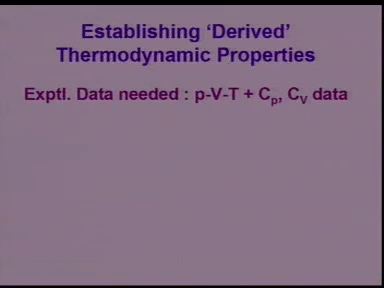 Establishing ‘Derived’
Thermodynamic Properties
Exptl. Data needed : p-V-T + Cp, CV data